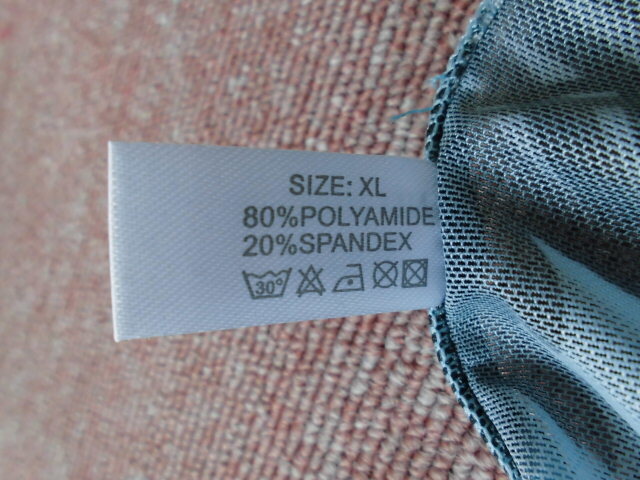 SIZE: XL
80%POLYAMIDE
20%SPANDEX
30°